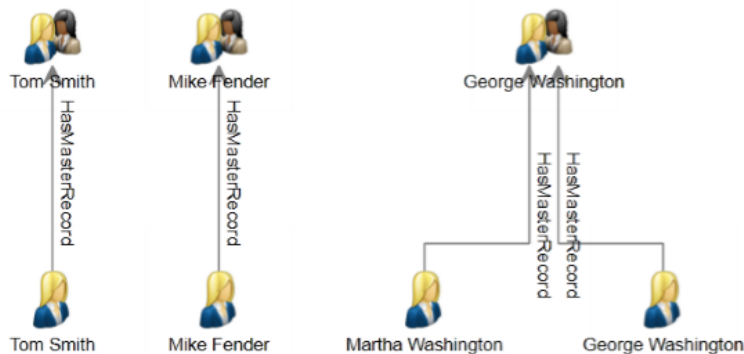 Tom Smith
Mike Fender
George Washington
HasMasterRecord
HasMasterRecord
HasMasterRecord
HasMasterRecord
Tom Smith
Mike Fender
Martha Washington
George Washington